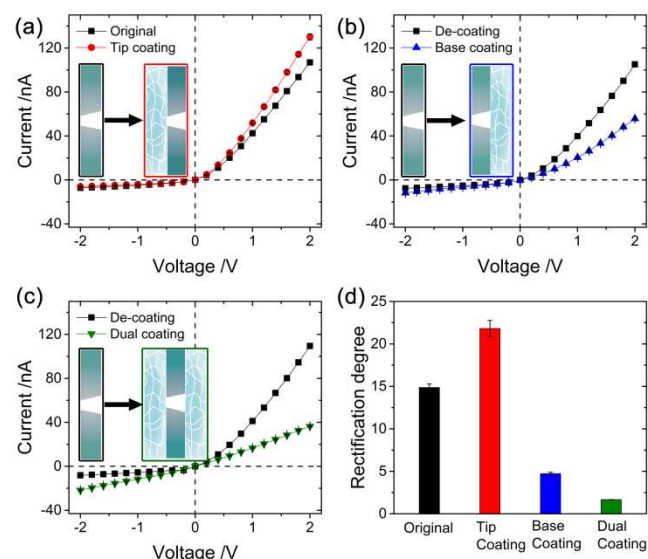 (a)
Original
Tip coating
Current /nA
120
80
40
0
-40
-2 -1 0 1 2
Voltage /V
(b)
De-coating
Base coating
Current /nA
120
80
40
0
-40
-2 -1 0 1 2
Voltage /V
(c)
De-coating
Dual coating
Current /nA
120
80
40
0
-40
-2 -1 0 1 2
Voltage /V
(d)
Rectification degree
25
20
15
10
5
0
Original Tip Base Dual
Coating Coating Coating